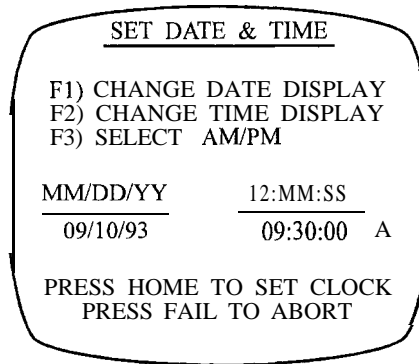 SET DATE & TIME
F1) CHANGE DATE DISPLAY
F2) CHANGE TIME DISPLAY
F3) SELECT AM/PM
MM/DD/YY 12:MM:SS
09/10/93 09:30:00 A
PRESS HOME TO SET CLOCK
PRESS FAIL TO ABORT